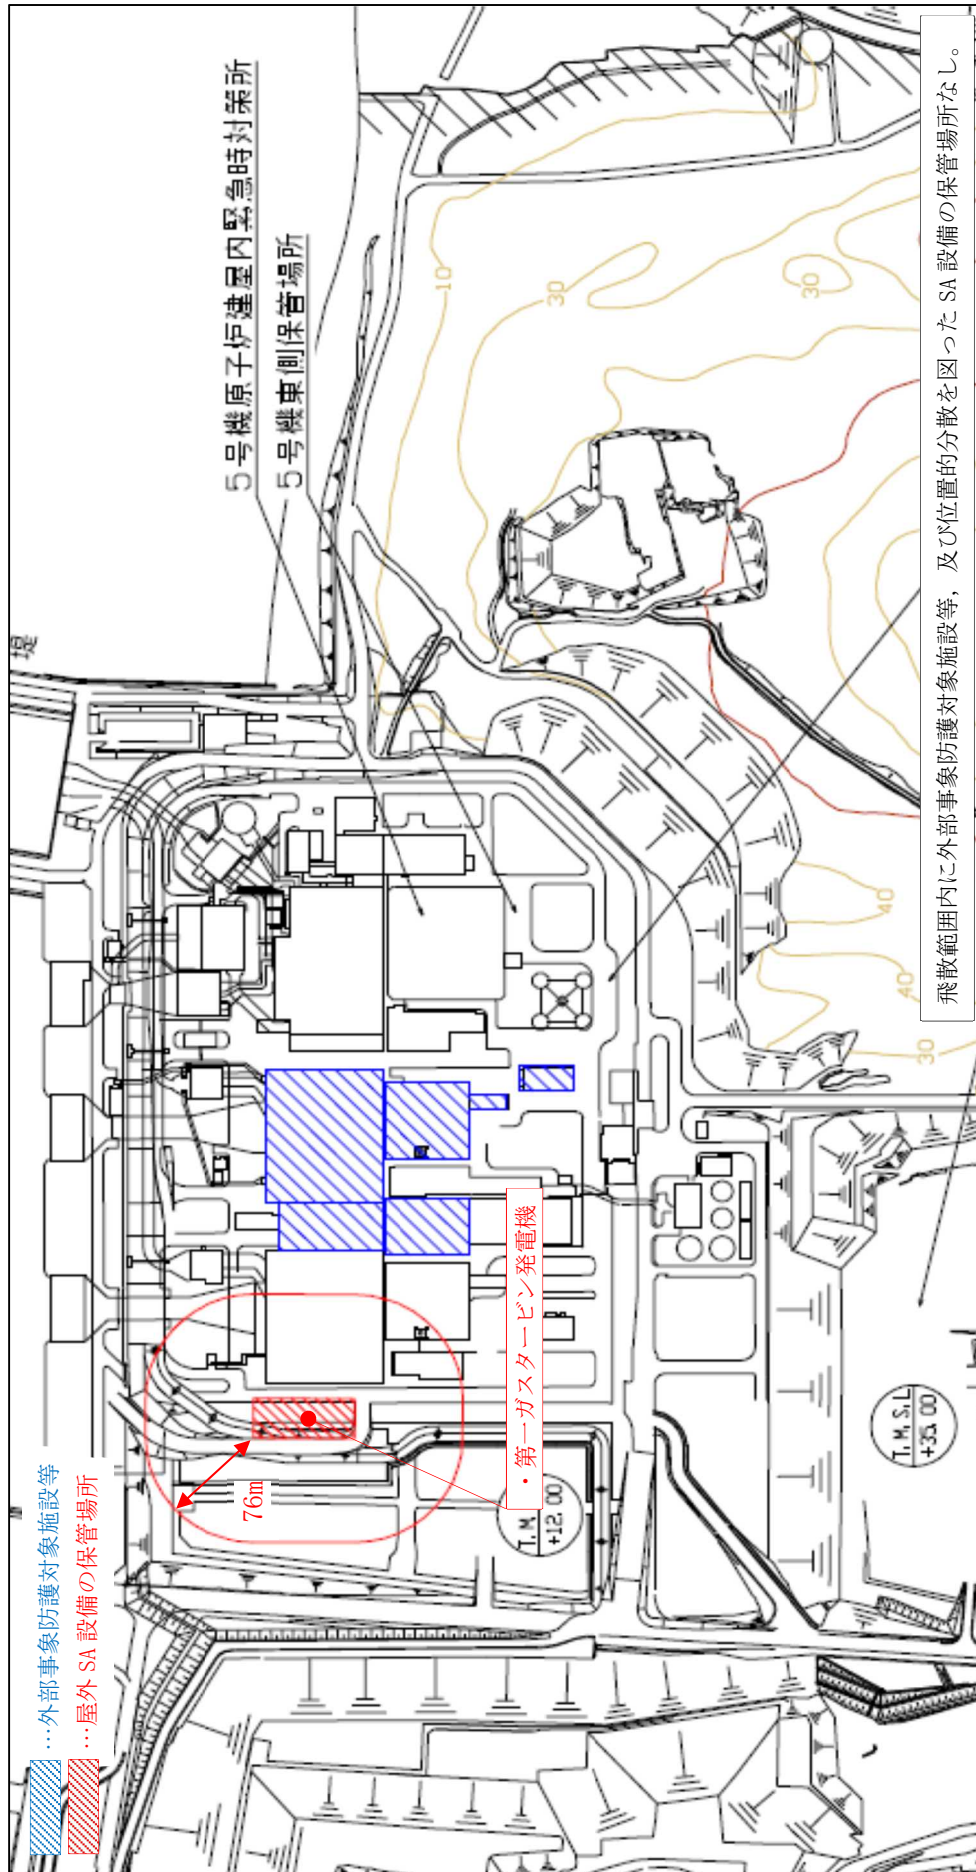 …外部事象防護対象施設等
…屋外 SA 設備の保管場所
76m
・第一ガスタービン発電機
堤
5号機原子炉建屋内緊急時対策所
5号機東側保管場所
10
30
30
40
40
30
+12.00
T.M.S.L
+35.00
飛散範囲内に外部事象防護対象施設等，及び位置的分散を図った SA 設備の保管場所なし。